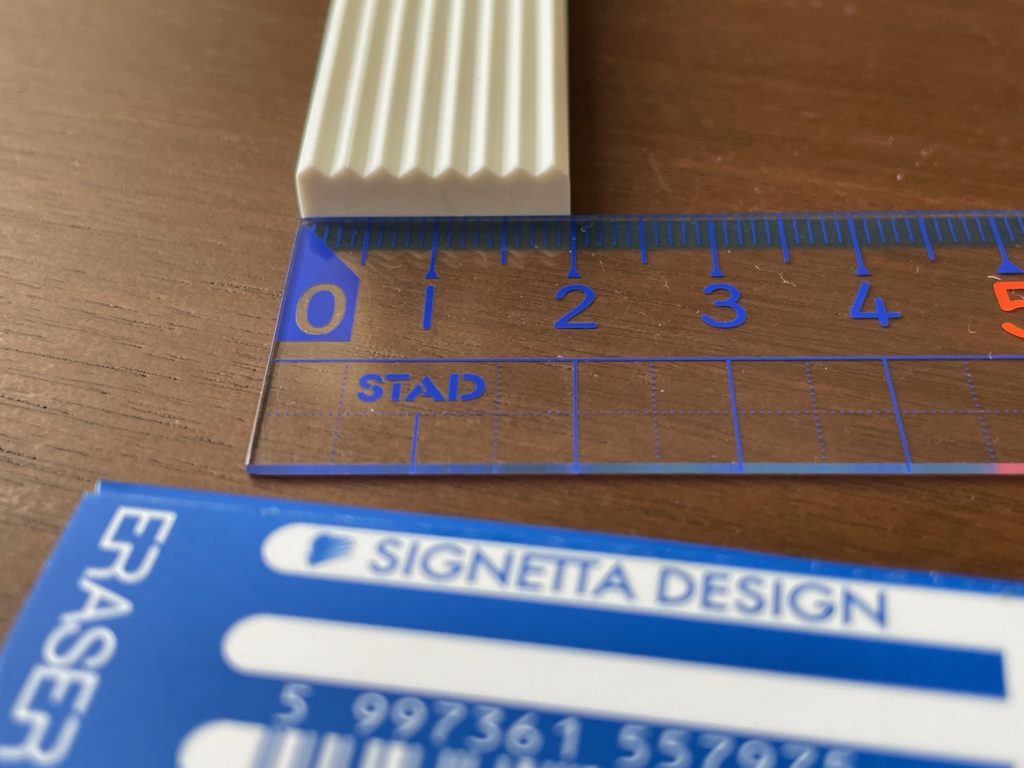 0 1 2 3 4 5
STAD
ERASER
SIGNETTA DESIGN
5 997361 557975